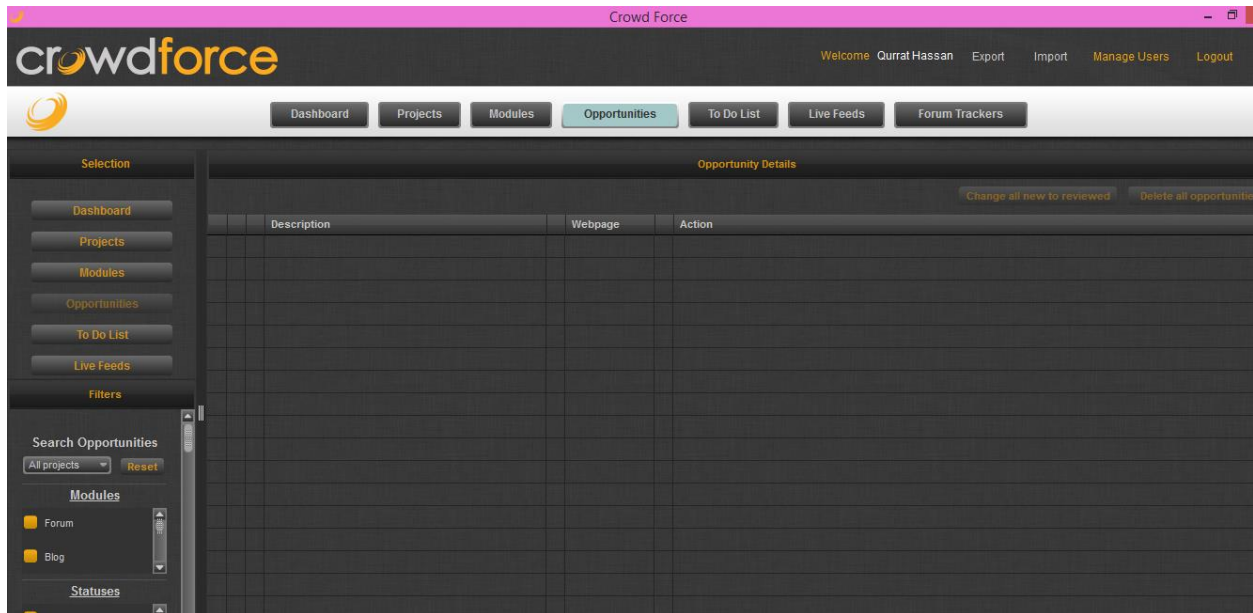 Crowd Force
crowdforce
Welcome Qurrat Hassan Export Import Manage Users Logout
Dashboard Projects Modules Opportunities To Do List Live Feeds Forum Trackers
Selection
Opportunity Details
Change all new to reviewed Delete all opportunitie
Dashboard
Projects
Modules
Opportunities
To Do List
Live Feeds
Description Webpage Action
Filters
Search Opportunities
All projects Reset
Modules
Forum
Blog
Statuses